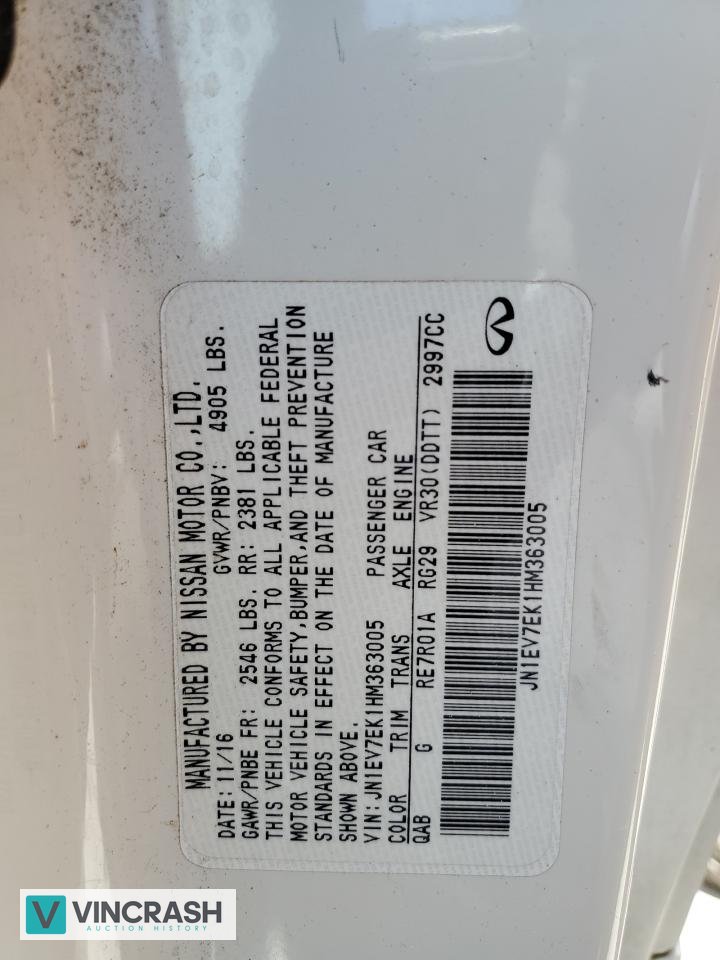 MANUFACTURED BY NISSAN MOTOR CO.,LTD.
DATE: 11/16 GVWR/PNBV: 4905 LBS.
GAWR/PNBE FR: 2546 LBS. RR: 2381 LBS.
THIS VEHICLE CONFORMS TO ALL APPLICABLE FEDERAL
MOTOR VEHICLE SAFETY,BUMPER,AND THEFT PREVENTION
STANDARDS IN EFFECT ON THE DATE OF MANUFACTURE
SHOWN ABOVE.
VIN:JN1EV7EK1HM363005 PASSENGER CAR
COLOR TRIM TRANS AXLE ENGINE
QAB G RE7R01A RG29 VR30(DDTT) 2997CC
JN1EV7EK1HM363005
V VINCRASH
AUCTION HISTORY